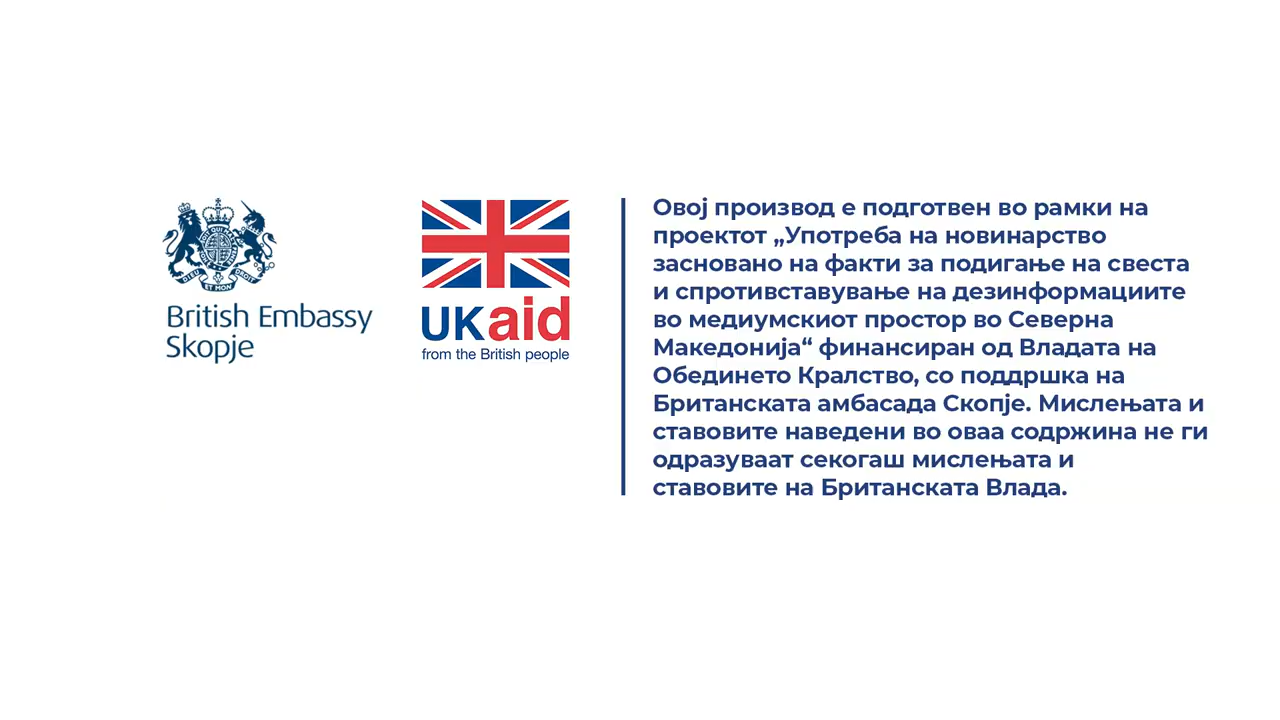 British Embassy
Skopje
UKaid
from the British people
Овој производ е подготвен во рамки на
проектот „Употреба на новинарство
засновано на факти за подигање на свеста
и спротивставување на дезинформациите
во медиумскиот простор во Северна
Македонија“ финансиран од Владата на
Обединето Кралство, со поддршка на
Британската амбасада Скопје. Мислењата и
ставовите наведени во оваа содржина не ги
одразуваат секогаш мислењата и
ставовите на Британската Влада.